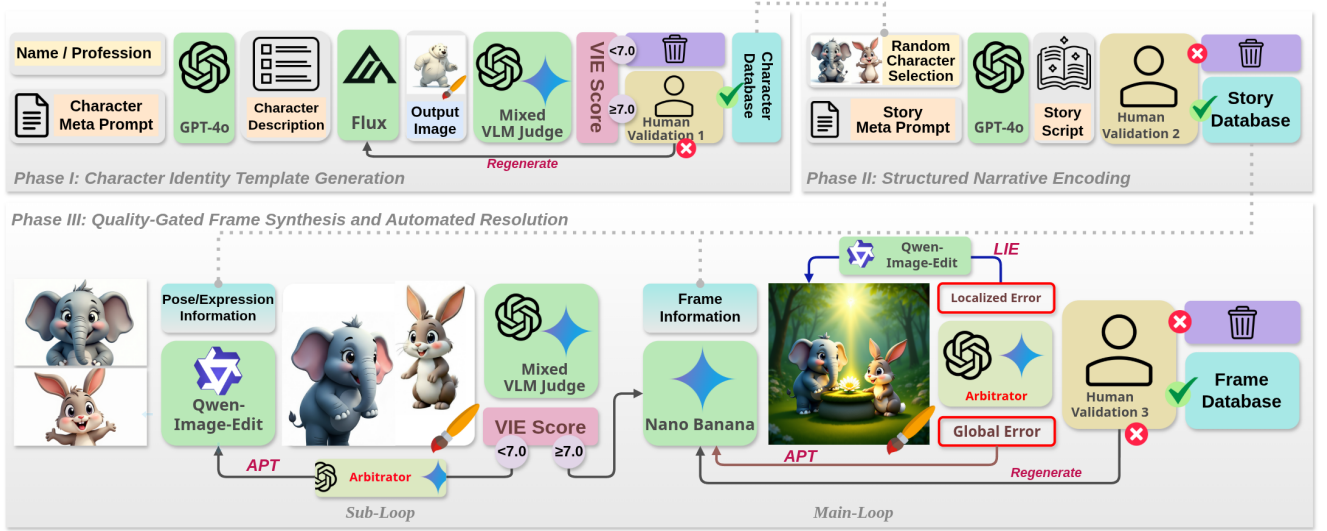 Name / Profession
Character
Meta Prompt
GPT-4o
Character
Description
Flux
Output
Image
Mixed
VLM Judge
VIE Score
<7.0
≥7.0
Human
Validation 1
Character
Database
Regenerate
Phase I: Character Identity Template Generation
Random
Character
Selection
Story
Meta Prompt
GPT-4o
Story
Script
Human
Validation 2
Story
Database
Phase II: Structured Narrative Encoding
Phase III: Quality-Gated Frame Synthesis and Automated Resolution
Pose/Expression
Information
Qwen-
Image-Edit
APT
Arbitrator
Mixed
VLM Judge
VIE Score
<7.0
≥7.0
Sub-Loop
Frame
Information
Nano Banana
Qwen-
Image-Edit
LIE
Localized Error
Arbitrator
Global Error
APT
Regenerate
Human
Validation 3
Frame
Database
Main-Loop